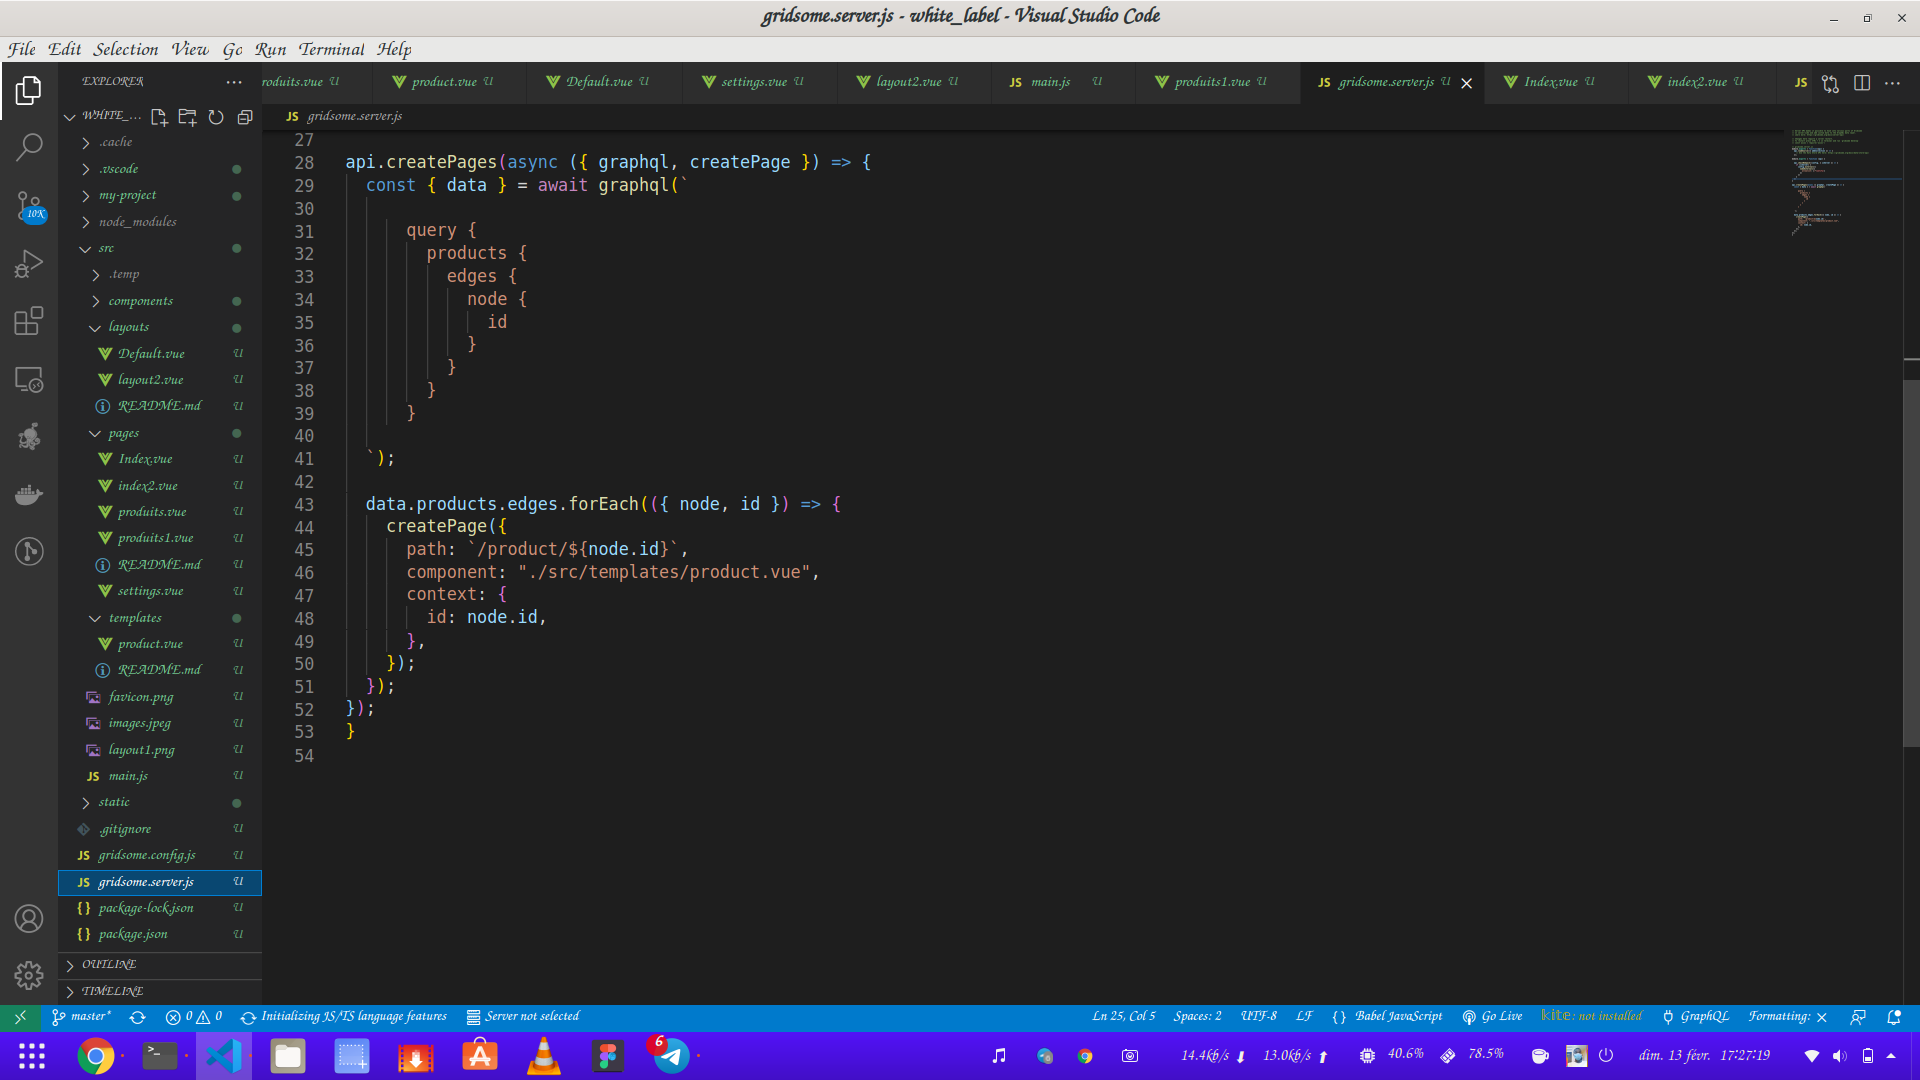 gridsome.server.js - white_label - Visual Studio Code
File Edit Selection View Go Run Terminal Help
EXPLORER
roduits.vue U product.vue U Default.vue U settings.vue U layout2.vue U JS main.js U produits1.vue U JS gridsome.server.js U Index.vue U index2.vue U JS
WHITE_...
JS gridsome.server.js
.cache
.vscode
my-project
node_modules
src
.temp
components
layouts
Default.vue U
layout2.vue U
README.md U
pages
Index.vue U
index2.vue U
produits.vue U
produits1.vue U
README.md U
settings.vue U
templates
product.vue U
README.md U
favicon.png U
images.jpeg U
layout1.png U
JS main.js U
static
.gitignore U
JS gridsome.config.js U
JS gridsome.server.js U
{} package-lock.json U
{} package.json U
OUTLINE
TIMELINE
10K
27
28 api.createPages(async ({ graphql, createPage }) => {
29 const { data } = await graphql(`
30
31 query {
32 products {
33 edges {
34 node {
35 id
36 }
37 }
38 }
39 }
40
41 `);
42
43 data.products.edges.forEach(({ node, id }) => {
44 createPage({
45 path: `/product/${node.id}`,
46 component: "./src/templates/product.vue",
47 context: {
48 id: node.id,
49 },
50 });
51 });
52 });
53 }
54
master* 0 0 Initializing JS/TS language features Server not selected Ln 25, Col 5 Spaces: 2 UTF-8 LF {} Babel JavaScript Go Live kite: not installed GraphQL Formatting: ×
6 14.4kb/s 13.0kb/s 40.6% 78.5% dim. 13 févr. 17:27:19